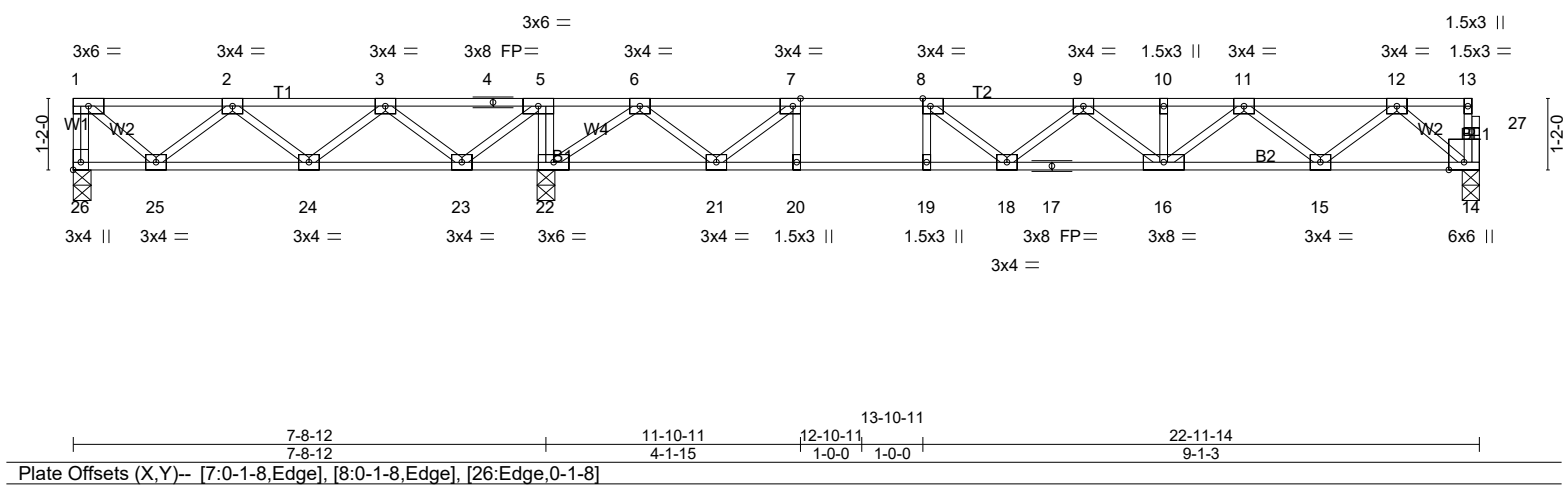 3x6 = 1.5x3 ||
3x6 = 3x4 = 3x4 = 3x8 FP= 3x4 = 3x4 = 3x4 = 3x4 = 1.5x3 || 3x4 = 3x4 = 1.5x3 =
1 2 3 4 5 6 7 8 9 10 11 12 13
T1 T2
1-2-0 W1 W2 W4 W2 27 1-2-0
B1 B2
26 25 24 23 22 21 20 19 18 17 16 15 14
3x4 || 3x4 = 3x4 = 3x4 = 3x6 = 3x4 = 1.5x3 || 1.5x3 || 3x8 FP= 3x8 = 3x4 = 6x6 ||
3x4 =
13-10-11
7-8-12 11-10-11 12-10-11 22-11-14
7-8-12 4-1-15 1-0-0 1-0-0 9-1-3
Plate Offsets (X,Y)-- [7:0-1-8,Edge], [8:0-1-8,Edge], [26:Edge,0-1-8]